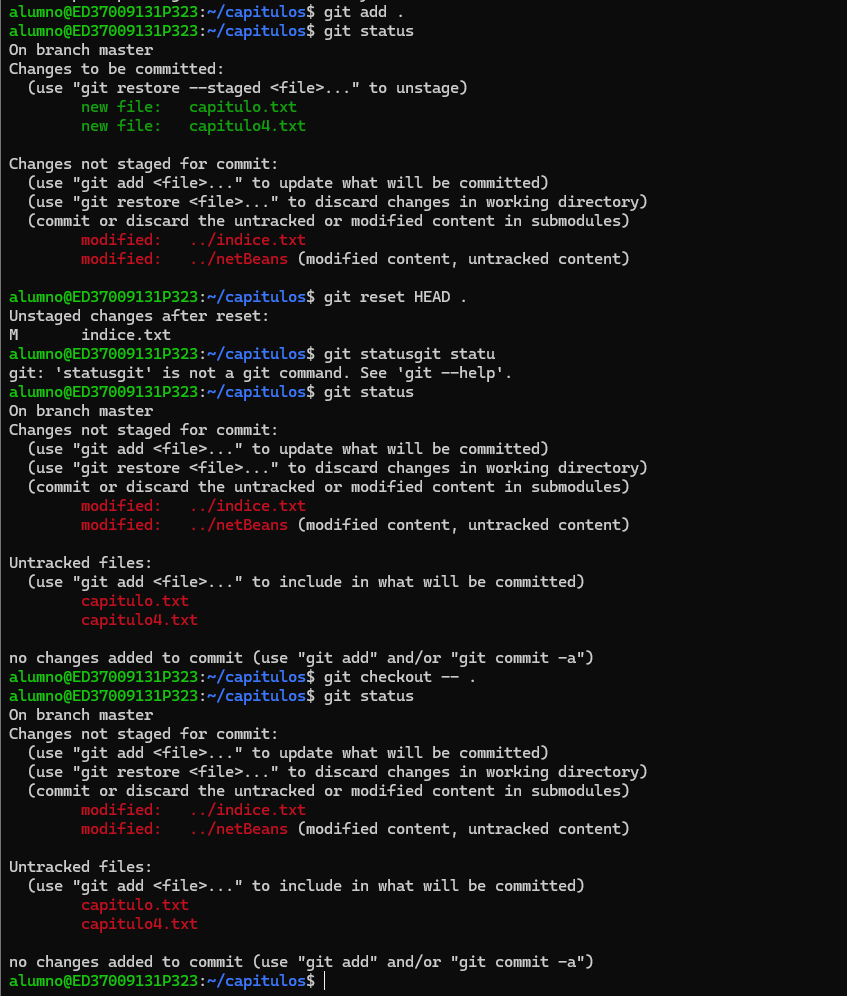 alumno@ED37009131P323:~/capitulos$ git add .
alumno@ED37009131P323:~/capitulos$ git status
On branch master
Changes to be committed:
  (use "git restore --staged <file>..." to unstage)
        new file:   capitulo.txt
        new file:   capitulo4.txt

Changes not staged for commit:
  (use "git add <file>..." to update what will be committed)
  (use "git restore <file>..." to discard changes in working directory)
  (commit or discard the untracked or modified content in submodules)
        modified:   ../indice.txt
        modified:   ../netBeans (modified content, untracked content)

alumno@ED37009131P323:~/capitulos$ git reset HEAD .
Unstaged changes after reset:
M       indice.txt
alumno@ED37009131P323:~/capitulos$ git statusgit statu
git: 'statusgit' is not a git command. See 'git --help'.
alumno@ED37009131P323:~/capitulos$ git status
On branch master
Changes not staged for commit:
  (use "git add <file>..." to update what will be committed)
  (use "git restore <file>..." to discard changes in working directory)
  (commit or discard the untracked or modified content in submodules)
        modified:   ../indice.txt
        modified:   ../netBeans (modified content, untracked content)

Untracked files:
  (use "git add <file>..." to include in what will be committed)
        capitulo.txt
        capitulo4.txt

no changes added to commit (use "git add" and/or "git commit -a")
alumno@ED37009131P323:~/capitulos$ git checkout -- .
alumno@ED37009131P323:~/capitulos$ git status
On branch master
Changes not staged for commit:
  (use "git add <file>..." to update what will be committed)
  (use "git restore <file>..." to discard changes in working directory)
  (commit or discard the untracked or modified content in submodules)
        modified:   ../indice.txt
        modified:   ../netBeans (modified content, untracked content)

Untracked files:
  (use "git add <file>..." to include in what will be committed)
        capitulo.txt
        capitulo4.txt

no changes added to commit (use "git add" and/or "git commit -a")
alumno@ED37009131P323:~/capitulos$